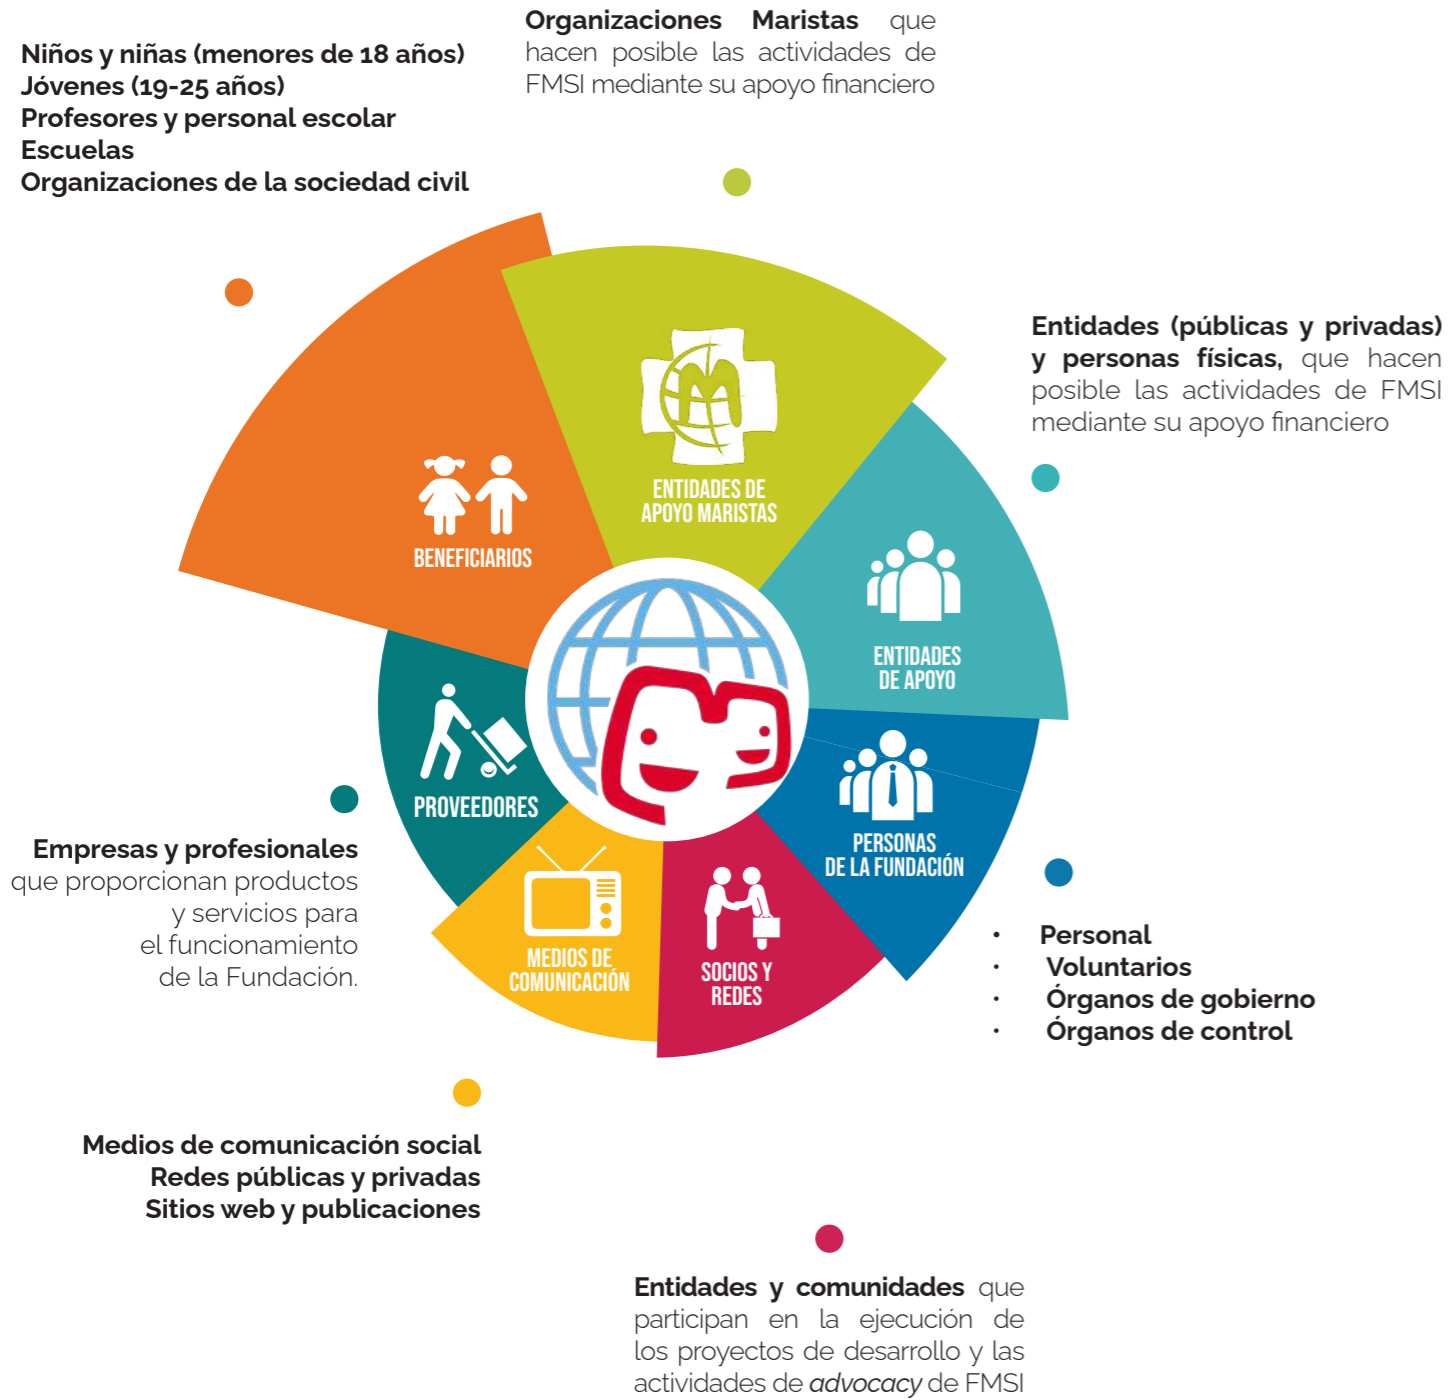 Organizaciones Maristas que
hacen posible las actividades de
FMSI mediante su apoyo financiero
Niños y niñas (menores de 18 años)
Jóvenes (19-25 años)
Profesores y personal escolar
Escuelas
Organizaciones de la sociedad civil
Entidades (públicas y privadas)
y personas físicas, que hacen
posible las actividades de FMSI
mediante su apoyo financiero
M
ENTIDADES DE
APOYO MARISTAS
BENEFICIARIOS
ENTIDADES
DE APOYO
PROVEEDORES
PERSONAS
DE LA FUNDACIÓN
MEDIOS DE
COMUNICACIÓN
SOCIOS Y
REDES
Empresas y profesionales
que proporcionan productos
y servicios para
el funcionamiento
de la Fundación.
• Personal
• Voluntarios
• Órganos de gobierno
• Órganos de control
Medios de comunicación social
Redes públicas y privadas
Sitios web y publicaciones
Entidades y comunidades que
participan en la ejecución de
los proyectos de desarrollo y las
actividades de advocacy de FMSI